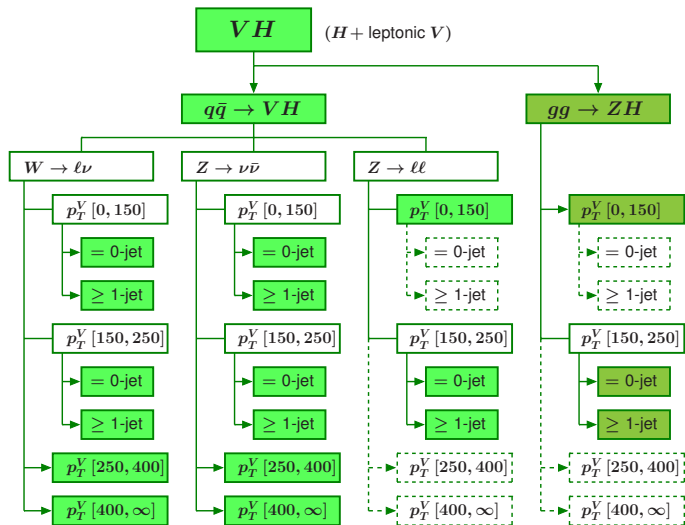 VH (H + leptonic V)
qq̄ → VH
gg → ZH
W → ℓν
Z → νν̄
Z → ℓℓ
p_T^V [0, 150]
= 0-jet
≥ 1-jet
p_T^V [150, 250]
= 0-jet
≥ 1-jet
p_T^V [250, 400]
p_T^V [400, ∞]
p_T^V [0, 150]
= 0-jet
≥ 1-jet
p_T^V [150, 250]
= 0-jet
≥ 1-jet
p_T^V [250, 400]
p_T^V [400, ∞]
p_T^V [0, 150]
= 0-jet
≥ 1-jet
p_T^V [150, 250]
= 0-jet
≥ 1-jet
p_T^V [250, 400]
p_T^V [400, ∞]
p_T^V [0, 150]
= 0-jet
≥ 1-jet
p_T^V [150, 250]
= 0-jet
≥ 1-jet
p_T^V [250, 400]
p_T^V [400, ∞]